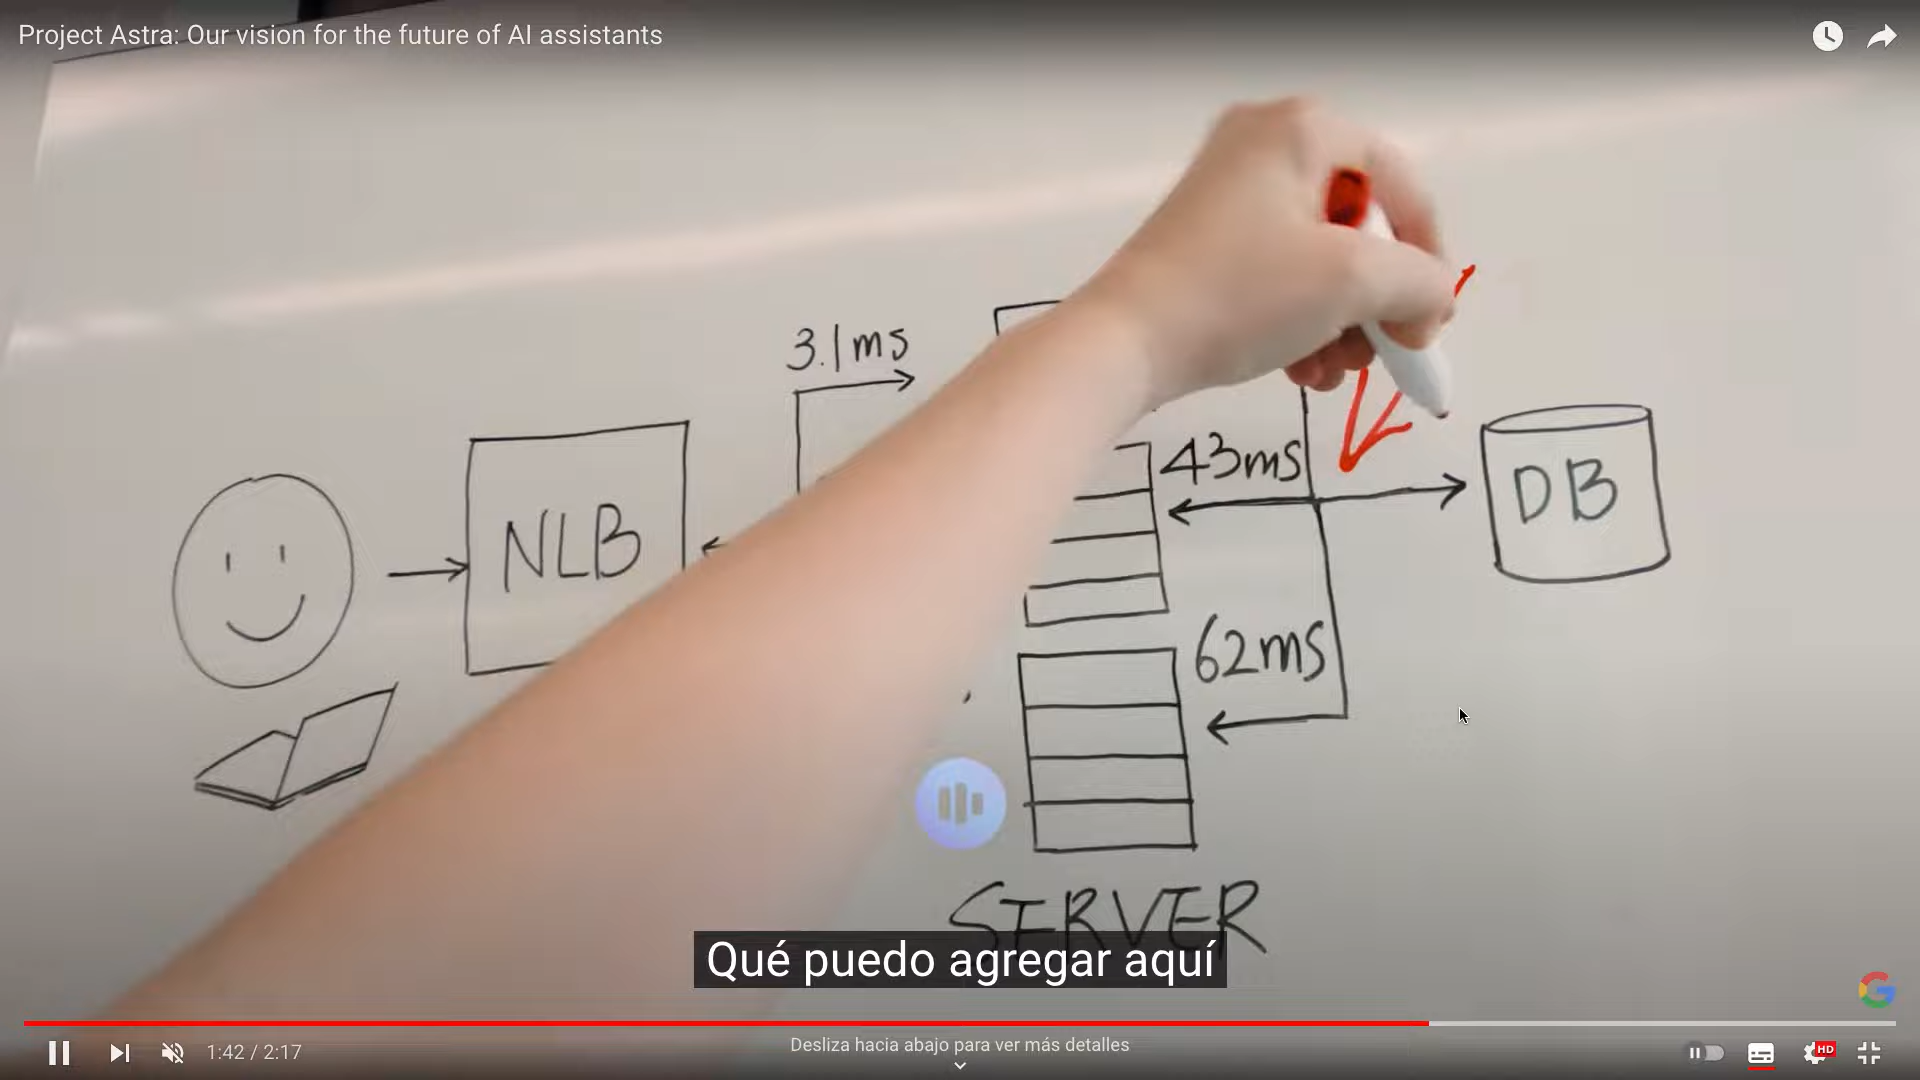 Project Astra: Our vision for the future of AI assistants
3.1ms
43ms
NLB
DB
62ms
SERVER
Qué puedo agregar aquí
1:42 / 2:17
Desliza hacia abajo para ver más detalles
HD